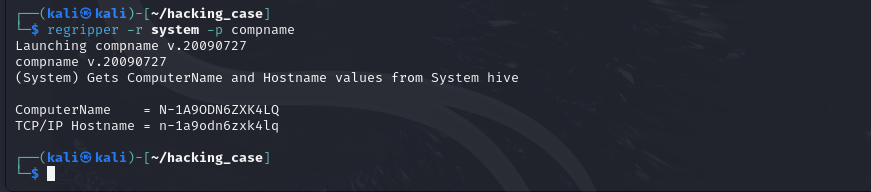 ┌──(kali㉿kali)-[~/hacking_case]
└─$ regripper -r system -p compname
Launching compname v.20090727
compname v.20090727
(System) Gets ComputerName and Hostname values from System hive
ComputerName    = N-1A9ODN6ZXK4LQ
TCP/IP Hostname = n-1a9odn6zxk4lq
┌──(kali㉿kali)-[~/hacking_case]
└─$